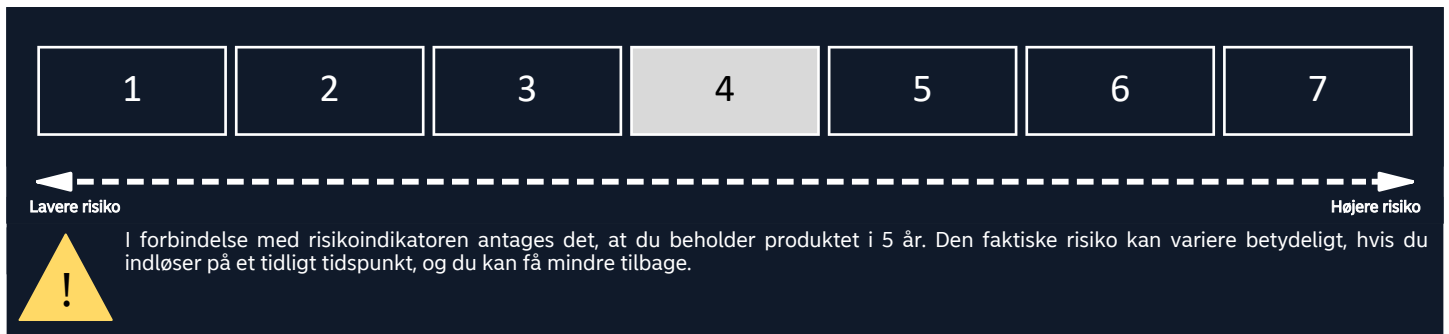 1 2 3 4 5 6 7
Lavere risiko Højere risiko
I forbindelse med risikoindikatoren antages det, at du beholder produktet i 5 år. Den faktiske risiko kan variere betydeligt, hvis du
indløser på et tidligt tidspunkt, og du kan få mindre tilbage.
!